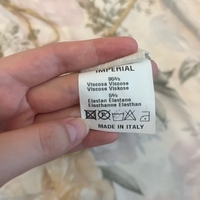 IMPERIAL
95%
Viscosa Viscose
Viscose Viskose
5%
Elastan Elastane
Elasthanne Elasthan
MADE IN ITALY